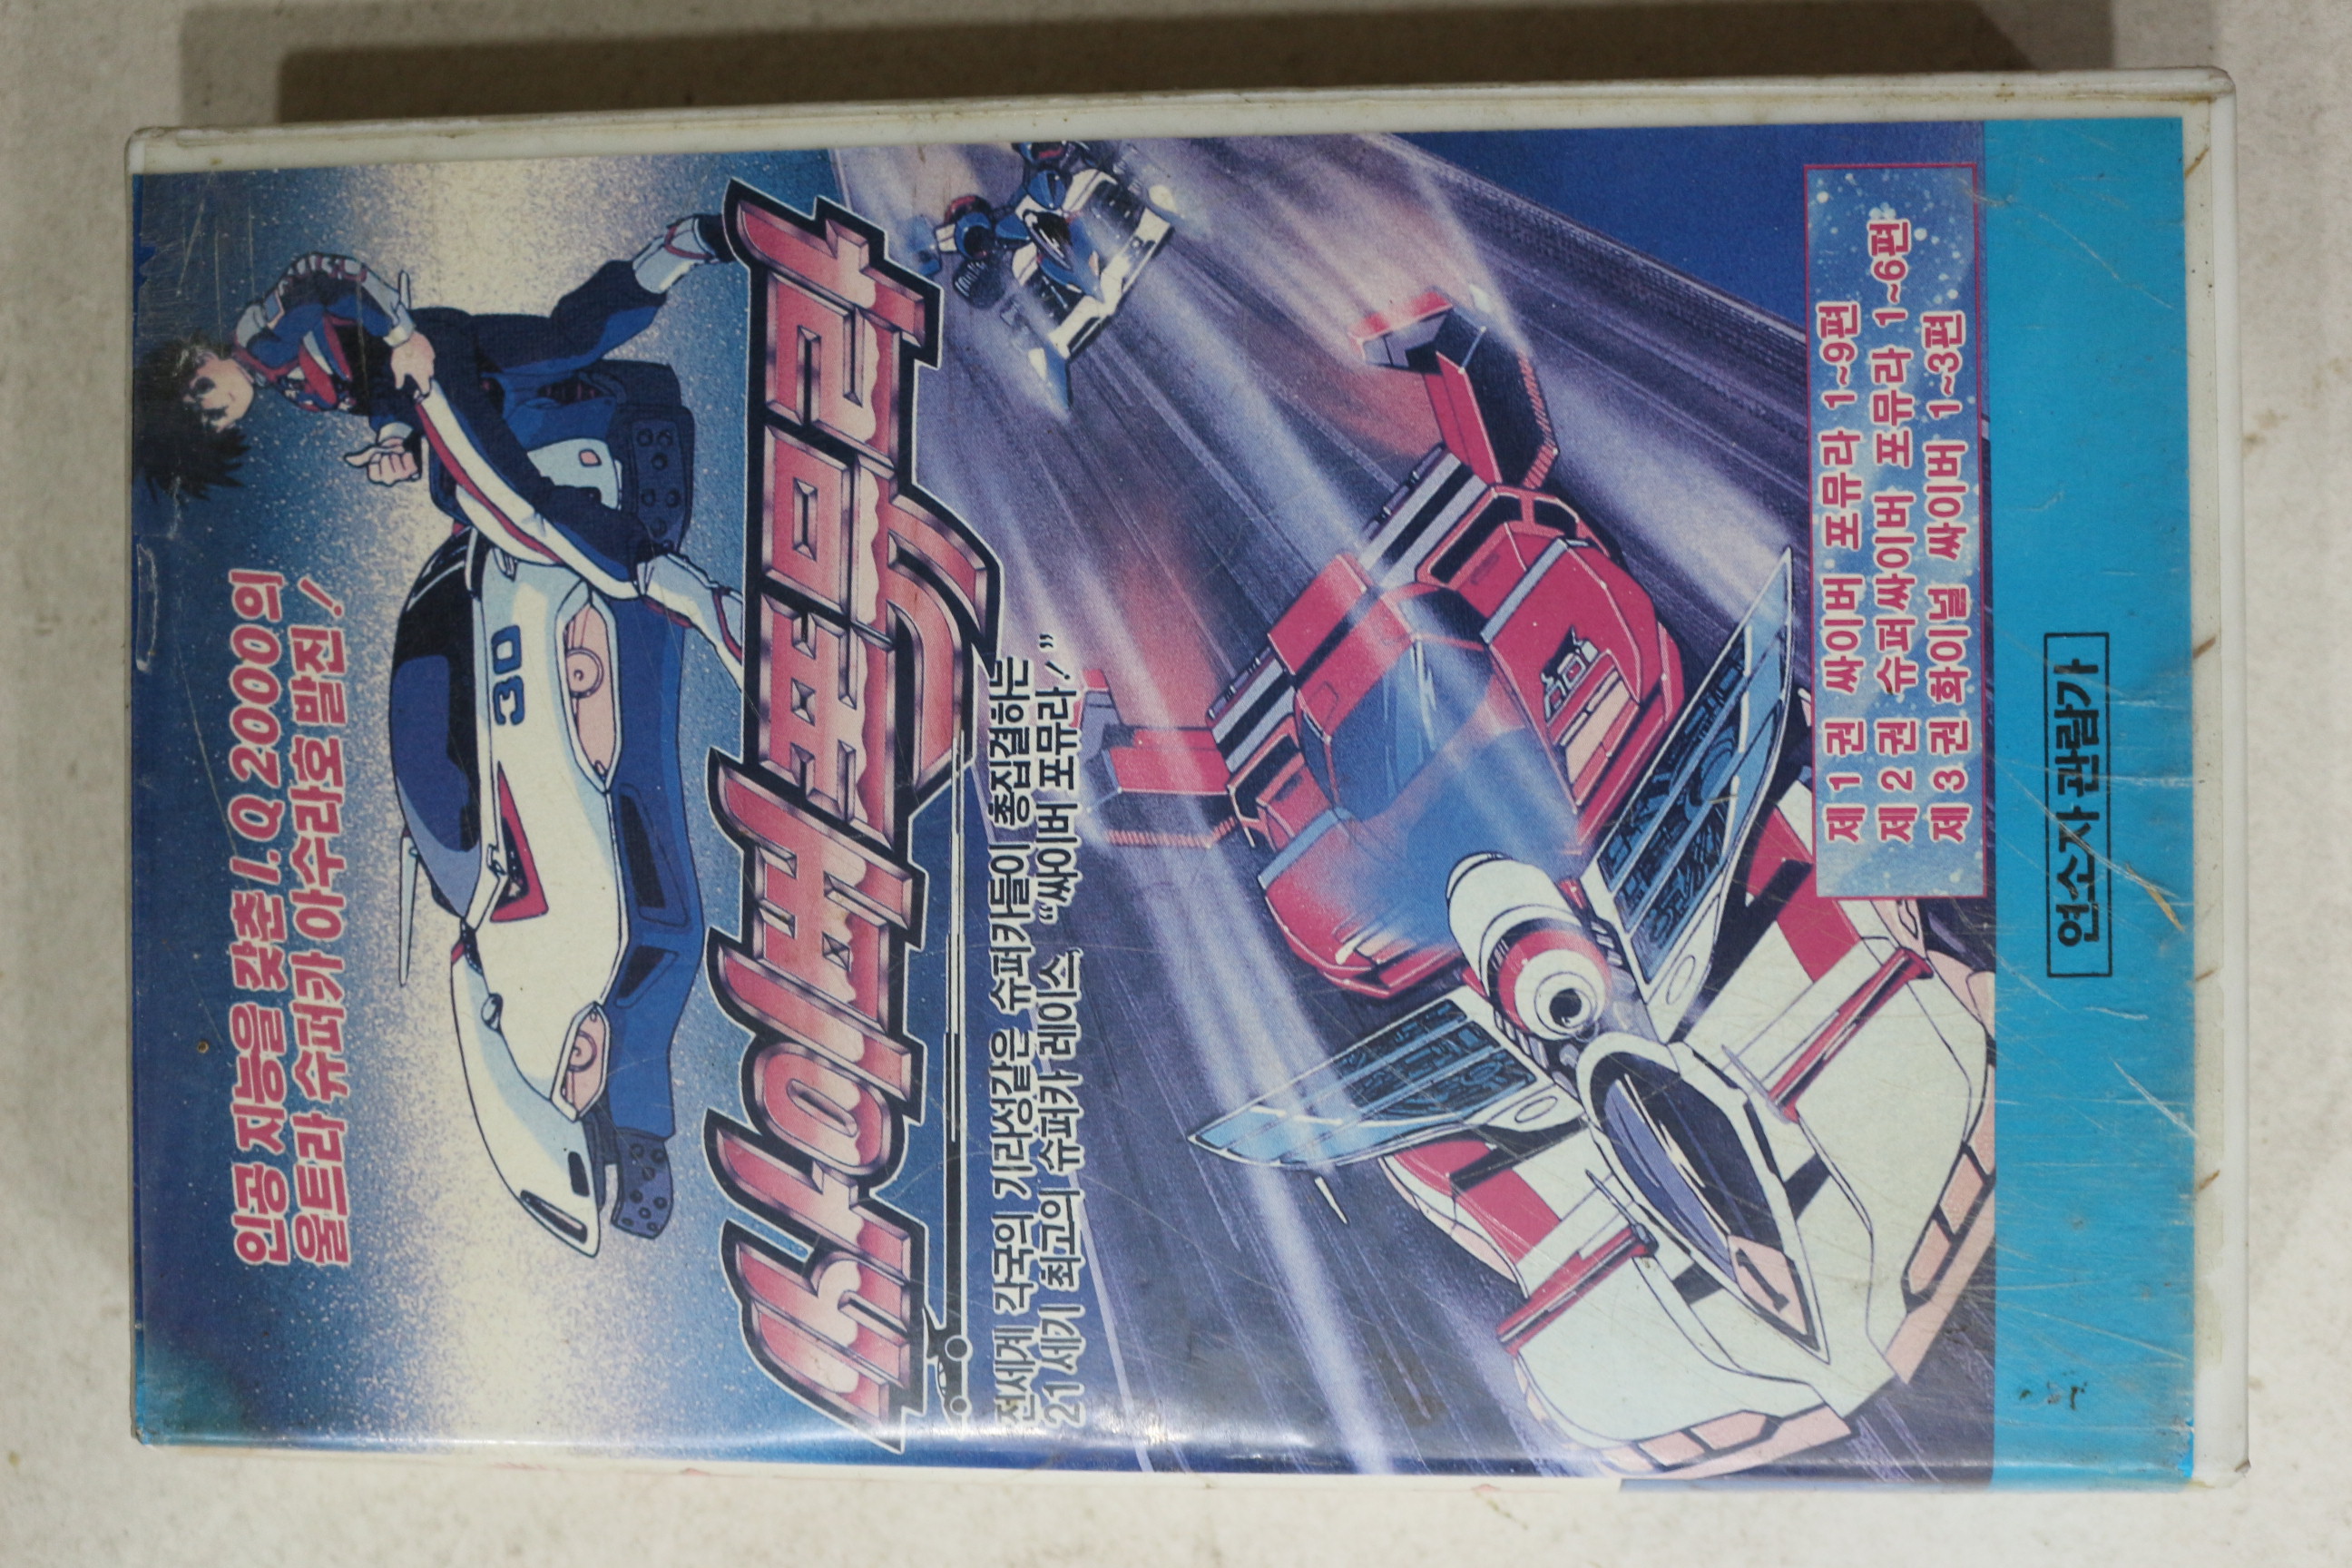 인공 지능을 갖춘 I.Q 2000의
울트라 슈퍼카 아수라호 발진!
30
싸이버 포뮤라
전세계 각국의 기라성같은 슈퍼카들이 총집결하는
21세기 최고의 슈퍼카 레이스 “싸이버 포뮤라!”
1
제 1 권 싸이버 포뮤라 1~9편
제 2 권 슈퍼싸이버 포뮤라 1~6편
제 3 권 화이널 싸이버 1~3편
연소자 관람가